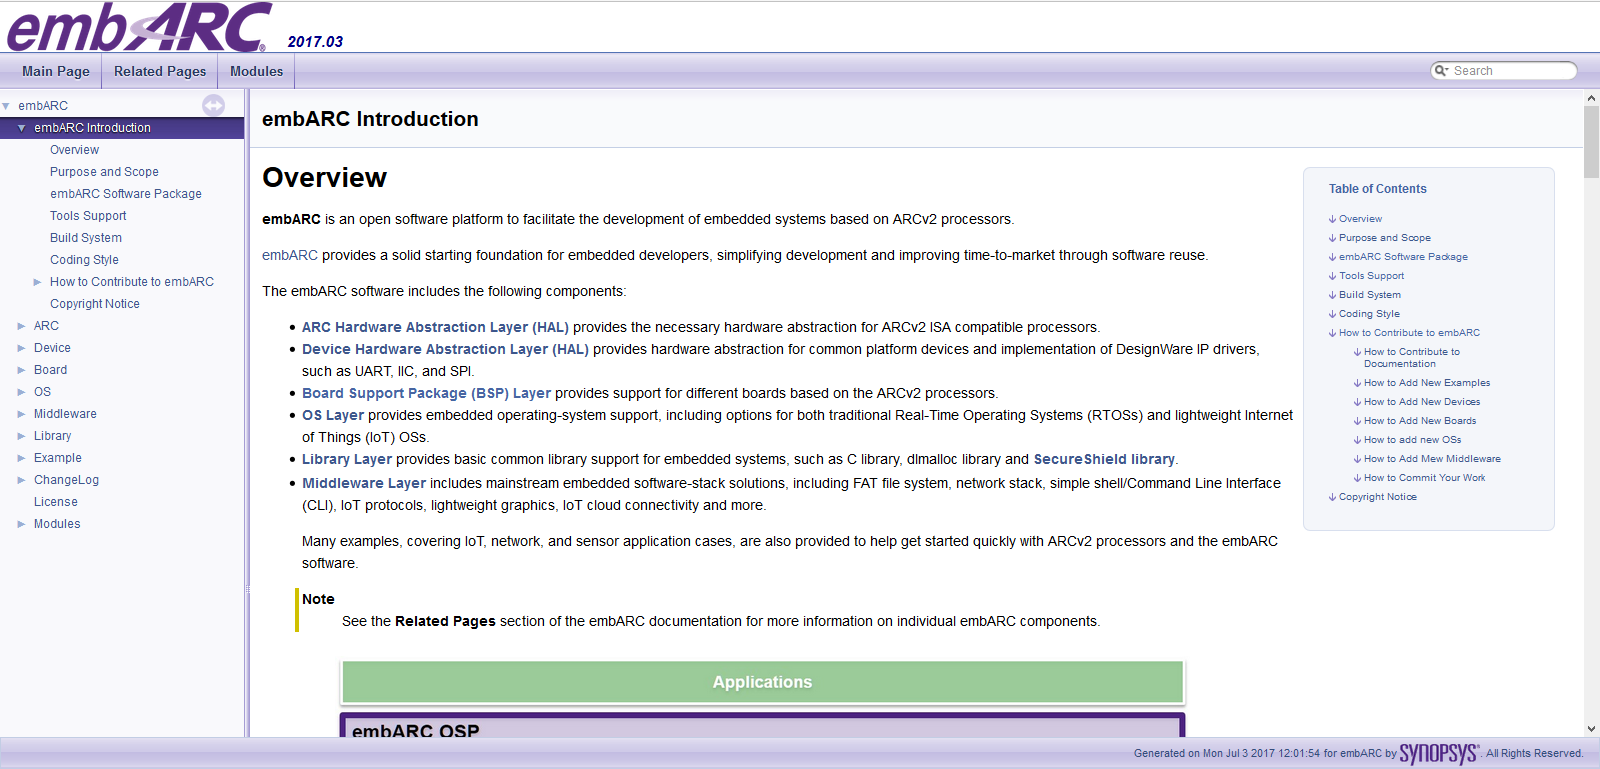 embARC® 2017.03
Main Page Related Pages Modules Search
embARC
embARC Introduction
Overview
Purpose and Scope
embARC Software Package
Tools Support
Build System
Coding Style
How to Contribute to embARC
Copyright Notice
ARC
Device
Board
OS
Middleware
Library
Example
ChangeLog
License
Modules
embARC Introduction
Overview
embARC is an open software platform to facilitate the development of embedded systems based on ARCv2 processors.
embARC provides a solid starting foundation for embedded developers, simplifying development and improving time-to-market through software reuse.
The embARC software includes the following components:
• ARC Hardware Abstraction Layer (HAL) provides the necessary hardware abstraction for ARCv2 ISA compatible processors.
• Device Hardware Abstraction Layer (HAL) provides hardware abstraction for common platform devices and implementation of DesignWare IP drivers,
such as UART, IIC, and SPI.
• Board Support Package (BSP) Layer provides support for different boards based on the ARCv2 processors.
• OS Layer provides embedded operating-system support, including options for both traditional Real-Time Operating Systems (RTOSs) and lightweight Internet
of Things (IoT) OSs.
• Library Layer provides basic common library support for embedded systems, such as C library, dlmalloc library and SecureShield library.
• Middleware Layer includes mainstream embedded software-stack solutions, including FAT file system, network stack, simple shell/Command Line Interface
(CLI), IoT protocols, lightweight graphics, IoT cloud connectivity and more.
Many examples, covering IoT, network, and sensor application cases, are also provided to help get started quickly with ARCv2 processors and the embARC
software.
Note
See the Related Pages section of the embARC documentation for more information on individual embARC components.
Applications
embARC OSP
Table of Contents
↓ Overview
↓ Purpose and Scope
↓ embARC Software Package
↓ Tools Support
↓ Build System
↓ Coding Style
↓ How to Contribute to embARC
↓ How to Contribute to
Documentation
↓ How to Add New Examples
↓ How to Add New Devices
↓ How to Add New Boards
↓ How to add new OSs
↓ How to Add Mew Middleware
↓ How to Commit Your Work
↓ Copyright Notice
Generated on Mon Jul 3 2017 12:01:54 for embARC by SYNOPSYS® . All Rights Reserved.